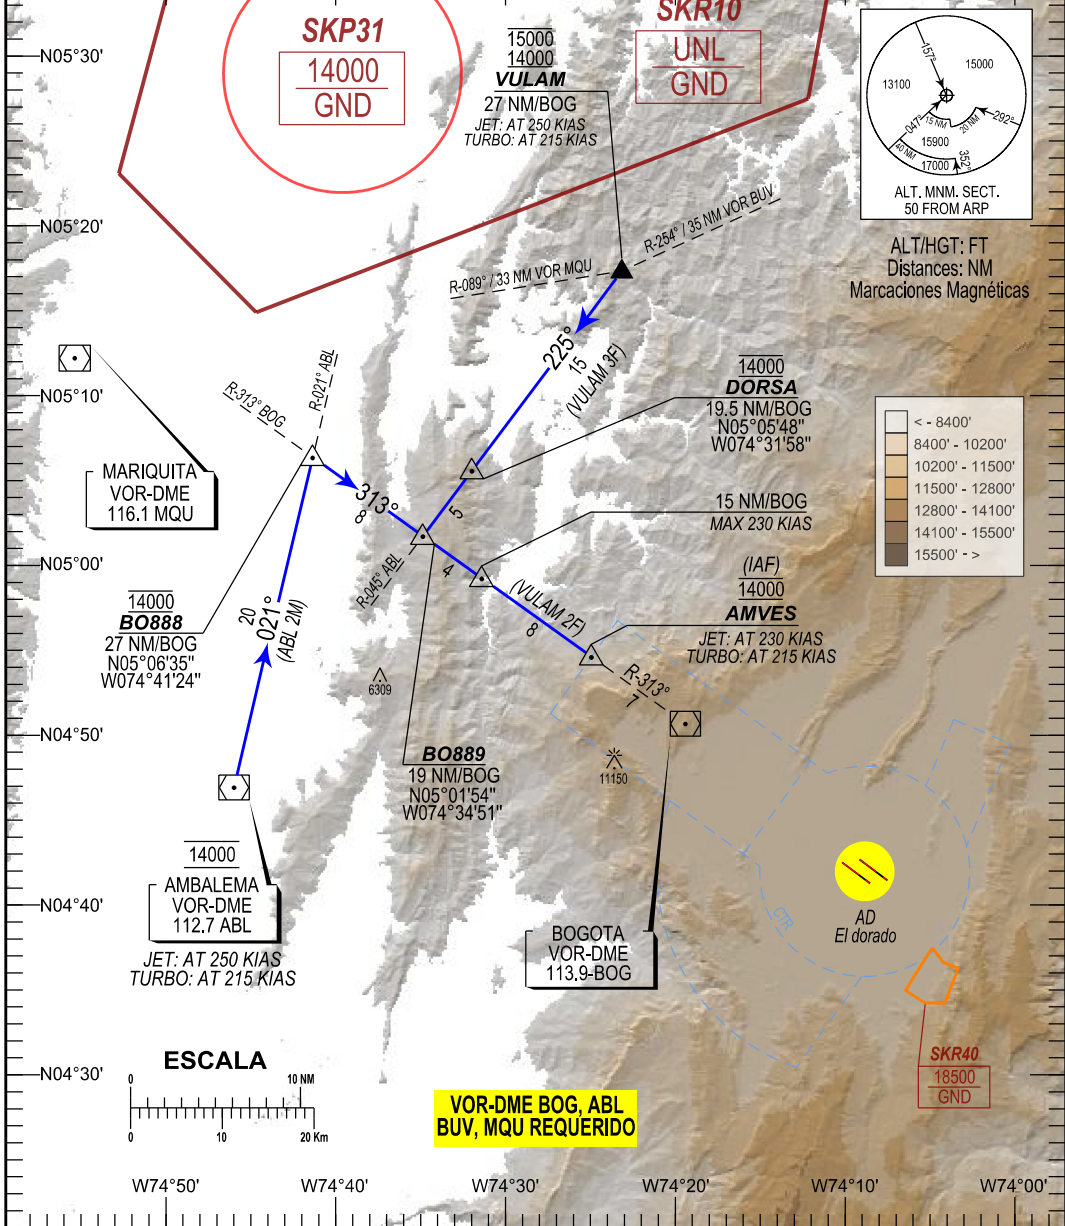 SKP31
14000
GND
SKR10
UNL
GND
15000
14000
VULAM
27 NM/BOG
JET: AT 250 KIAS
TURBO: AT 215 KIAS
157°
15000
13100
047°
15 NM
20 NM
292°
15900
40 NM
17000
352°
ALT. MNM. SECT.
50 FROM ARP
ALT/HGT: FT
Distances: NM
Marcaciones Magnéticas
N05°30'
N05°20'
N05°10'
N05°00'
N04°50'
N04°40'
N04°30'
R-254° / 35 NM VOR BUV
R-089° / 33 NM VOR MQU
225°
15
(VULAM 3F)
R-021° ABL
R-313° BOG
14000
DORSA
19.5 NM/BOG
N05°05'48"
W074°31'58"
< - 8400'
8400' - 10200'
10200' - 11500'
11500' - 12800'
12800' - 14100'
14100' - 15500'
15500' - >
MARIQUITA
VOR-DME
116.1 MQU
313°
8
5
15 NM/BOG
MAX 230 KIAS
R-045° ABL
4
(VULAM 2F)
8
(IAF)
14000
AMVES
JET: AT 230 KIAS
TURBO: AT 215 KIAS
14000
BO888
27 NM/BOG
N05°06'35"
W074°41'24"
20
021°
(ABL 2M)
6309
R-313°
7
BO889
19 NM/BOG
N05°01'54"
W074°34'51"
11150
14000
AMBALEMA
VOR-DME
112.7 ABL
JET: AT 250 KIAS
TURBO: AT 215 KIAS
BOGOTA
VOR-DME
113.9-BOG
CTR
AD
El dorado
SKR40
18500
GND
ESCALA
0
10 NM
0
10
20 Km
VOR-DME BOG, ABL
BUV, MQU REQUERIDO
W74°50'
W74°40'
W74°30'
W74°20'
W74°10'
W74°00'